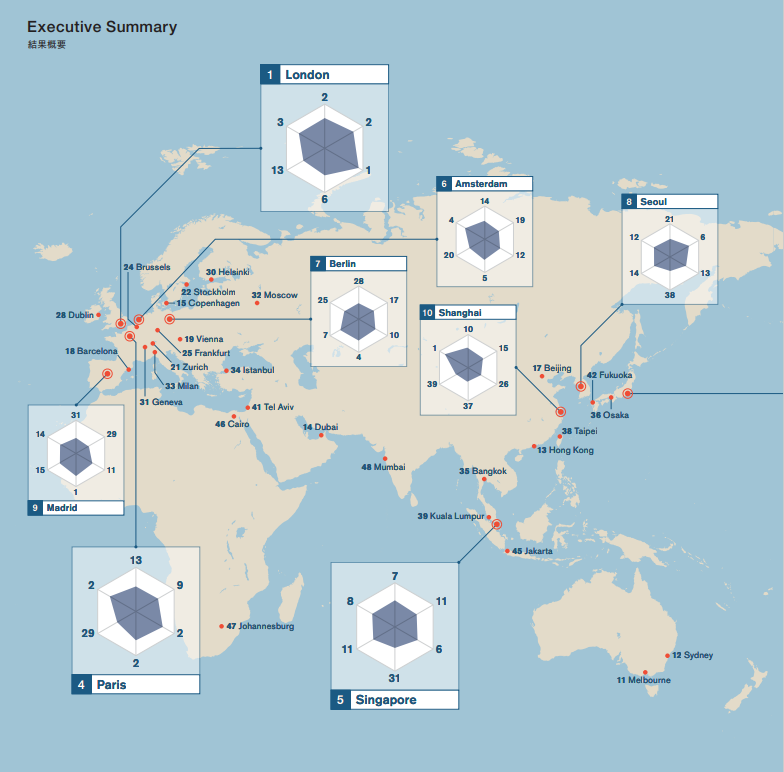 Executive Summary
結果概要
1 London
2
3 2
13 1
6
6 Amsterdam
14
4 19
20 12
5
8 Seoul
21
12 6
14 13
38
7 Berlin
28
25 17
7 10
4
10 Shanghai
10
1 15
39 26
37
24 Brussels
30 Helsinki
22 Stockholm
15 Copenhagen
32 Moscow
28 Dublin
19 Vienna
18 Barcelona
25 Frankfurt
21 Zurich
34 Istanbul
33 Milan
31 Geneva
41 Tel Aviv
46 Cairo
14 Dubai
17 Beijing
42 Fukuoka
36 Osaka
38 Taipei
13 Hong Kong
48 Mumbai
35 Bangkok
39 Kuala Lumpur
45 Jakarta
31
14 29
15 11
1
9 Madrid
13
2 9
29 2
2
4 Paris
7
8 11
11 6
31
5 Singapore
47 Johannesburg
12 Sydney
11 Melbourne